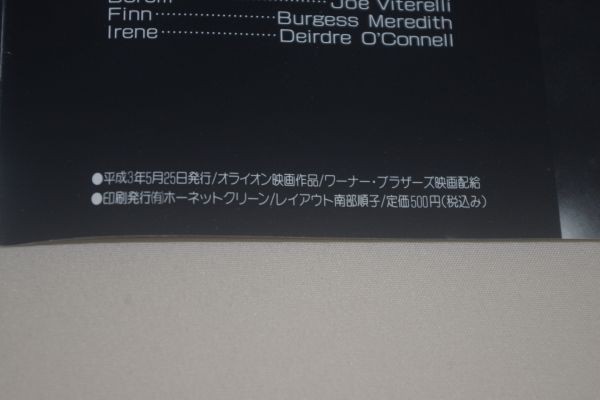 Joe Viterelli
Finn……………………Burgess Meredith
Irene……………………Deirdre O'Connell
●平成3年5月25日発行/オライオン映画作品/ワーナー・ブラザーズ映画配給
●印刷発行㈲ホーネットクリーン/レイアウト南部順子/定価500円(税込み)